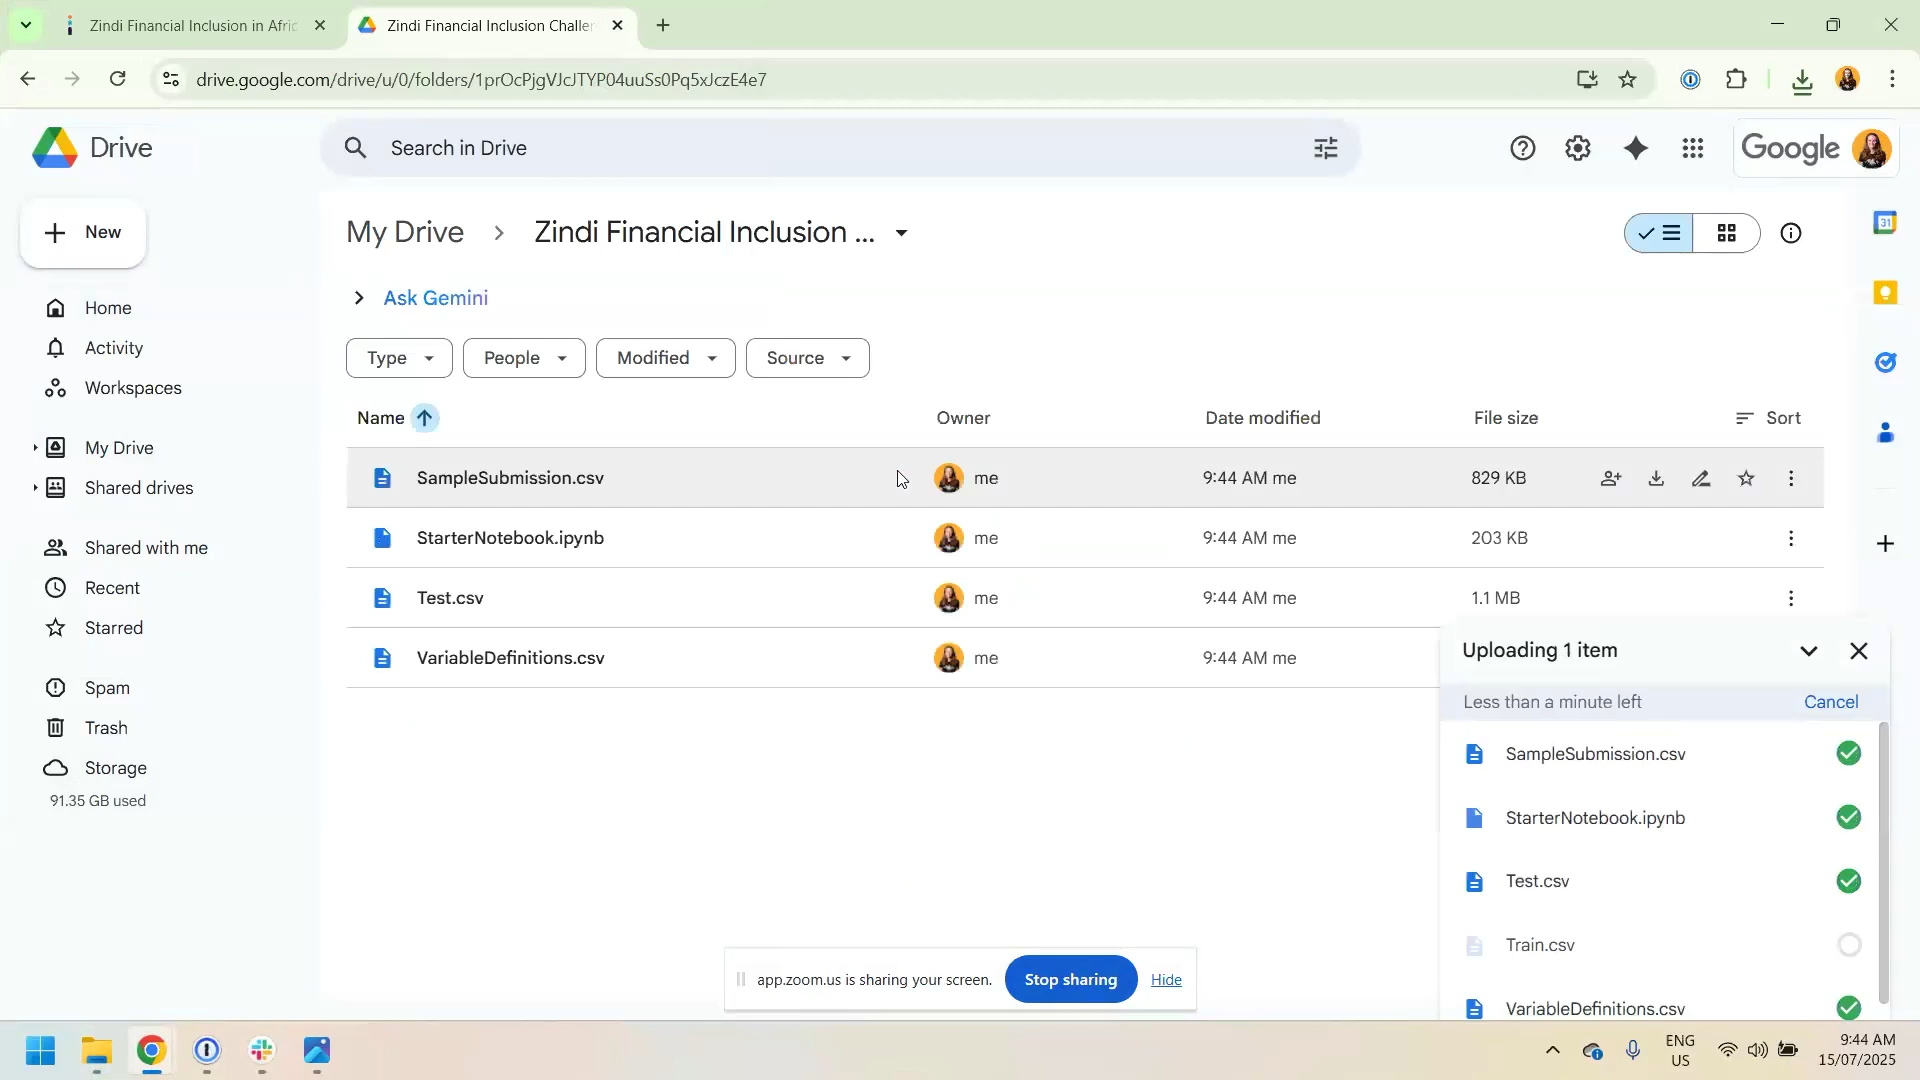 Zindi Financial Inclusion in Afric
Zindi Financial Inclusion Challen
drive.google.com/drive/u/0/folders/1prOcPjgVJcJTYP04uuSs0Pq5xJczE4e7
Drive
Search in Drive
Google
New
My Drive
Zindi Financial Inclusion ...
Ask Gemini
Type
People
Modified
Source
Home
Activity
Workspaces
My Drive
Shared drives
Shared with me
Recent
Starred
Spam
Trash
Storage
91.35 GB used
Name
Owner
Date modified
File size
Sort
SampleSubmission.csv me 9:44 AM me 829 KB
StarterNotebook.ipynb me 9:44 AM me 203 KB
Test.csv me 9:44 AM me 1.1 MB
VariableDefinitions.csv me 9:44 AM me
Uploading 1 item
Less than a minute left
Cancel
SampleSubmission.csv
StarterNotebook.ipynb
Test.csv
Train.csv
VariableDefinitions.csv
app.zoom.us is sharing your screen.
Stop sharing
Hide
31
ENG
US
9:44 AM
15/07/2025